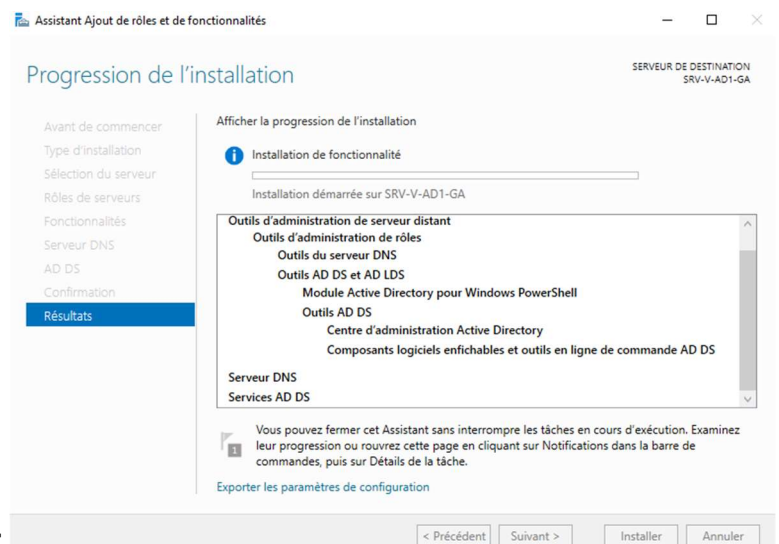 Assistant Ajout de rôles et de fonctionnalités
Progression de l'installation
SERVEUR DE DESTINATION
SRV-V-AD1-GA
Avant de commencer
Type d'installation
Sélection du serveur
Rôles de serveurs
Fonctionnalités
Serveur DNS
AD DS
Confirmation
Résultats
Afficher la progression de l'installation
Installation de fonctionnalité
Installation démarrée sur SRV-V-AD1-GA
Outils d'administration de serveur distant
Outils d'administration de rôles
Outils du serveur DNS
Outils AD DS et AD LDS
Module Active Directory pour Windows PowerShell
Outils AD DS
Centre d'administration Active Directory
Composants logiciels enfichables et outils en ligne de commande AD DS
Serveur DNS
Services AD DS
1
Vous pouvez fermer cet Assistant sans interrompre les tâches en cours d'exécution. Examinez
leur progression ou rouvrez cette page en cliquant sur Notifications dans la barre de
commandes, puis sur Détails de la tâche.
Exporter les paramètres de configuration
< Précédent
Suivant >
Installer
Annuler